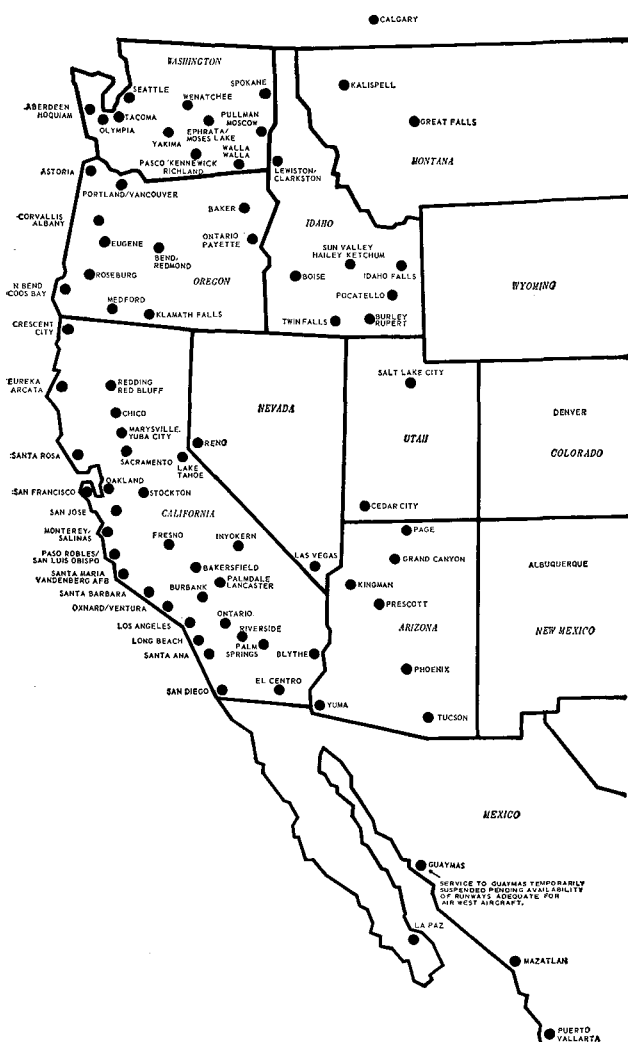 CALGARY
WASHINGTON
SEATTLE
SPOKANE
KALISPELL
WENATCHEE
ABERDEEN
HOQUIAM
TACOMA
OLYMPIA
PULLMAN
MOSCOW
GREAT FALLS
EPHRATA/
MOSES LAKE
YAKIMA
WALLA
WALLA
PASCO KENNEWICK
RICHLAND
LEWISTON/
CLARKSTON
MONTANA
ASTORIA
PORTLAND/VANCOUVER
BAKER
CORVALLIS
ALBANY
IDAHO
EUGENE
ONTARIO
PAYETTE
BEND/
REDMOND
SUN VALLEY
HAILEY KETCHUM
ROSEBURG
OREGON
BOISE
IDAHO FALLS
WYOMING
N BEND
COOS BAY
POCATELLO
MEDFORD
KLAMATH FALLS
TWIN FALLS
BURLEY
RUPERT
CRESCENT
CITY
EUREKA
ARCATA
REDDING
RED BLUFF
SALT LAKE CITY
CHICO
NEVADA
DENVER
MARYSVILLE.
YUBA CITY
RENO
UTAH
COLORADO
SANTA ROSA
SACRAMENTO
LAKE
TAHOE
SAN FRANCISCO
OAKLAND
STOCKTON
CEDAR CITY
SAN JOSE
CALIFORNIA
MONTEREY/
SALINAS
PAGE
FRESNO
INYOKERN
PASO ROBLES/
SAN LUIS OBISPO
LAS VEGAS
GRAND CANYON
ALBUQUERQUE
SANTA MARIA
VANDENBERG AFB
BAKERSFIELD
PALMDALE
LANCASTER
KINGMAN
SANTA BARBARA
BURBANK
OXNARD/VENTURA
PRESCOTT
LOS ANGELES
ONTARIO.
RIVERSIDE
ARIZONA
NEW MEXICO
LONG BEACH
PALM
SPRINGS
SANTA ANA
BLYTHE
PHOENIX
SAN DIEGO
EL CENTRO
YUMA
TUCSON
MEXICO
GUAYMAS
SERVICE TO GUAYMAS TEMPORARILY
SUSPENDED PENDING AVAILABILITY
OF RUNWAYS ADEQUATE FOR
AIR WEST AIRCRAFT.
LA PAZ
MAZATLAN
PUERTO
VALLARTA